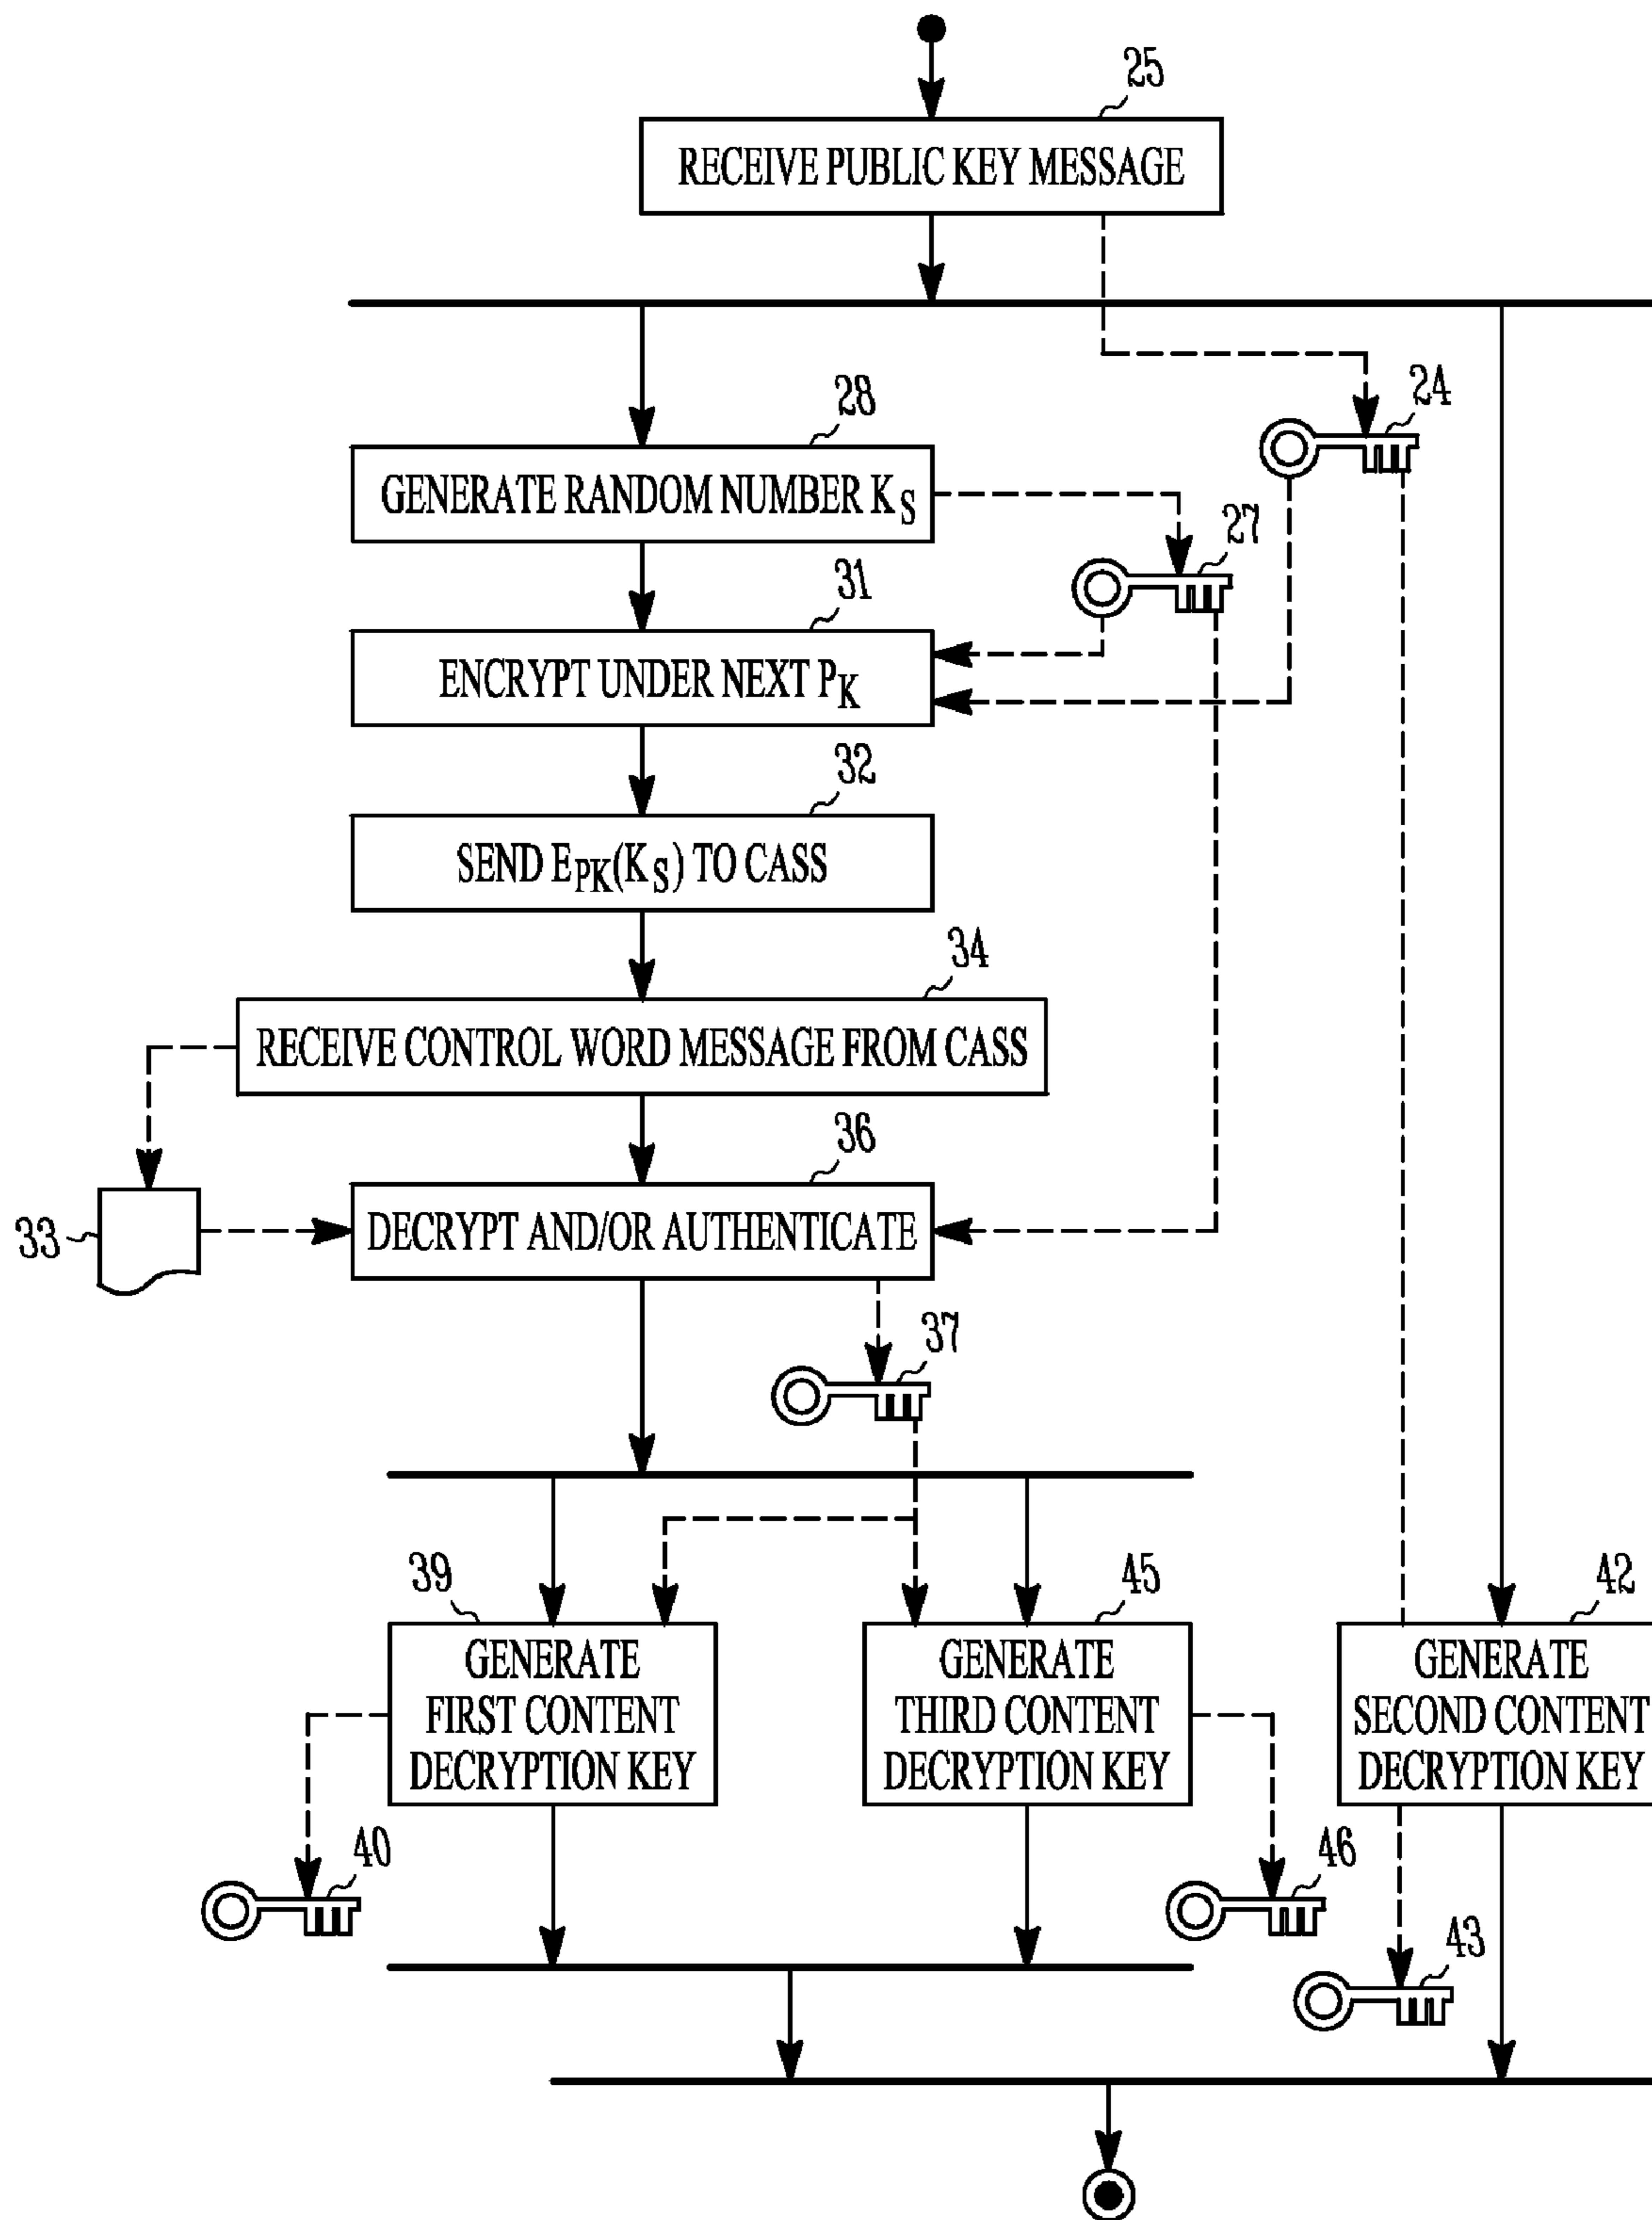 25
RECEIVE PUBLIC KEY MESSAGE
24
28
GENERATE RANDOM NUMBER KS
27
31
ENCRYPT UNDER NEXT PK
32
SEND EPK(KS) TO CASS
34
RECEIVE CONTROL WORD MESSAGE FROM CASS
36
33
DECRYPT AND/OR AUTHENTICATE
37
39
GENERATE
FIRST CONTENT
DECRYPTION KEY
45
GENERATE
THIRD CONTENT
DECRYPTION KEY
42
GENERATE
SECOND CONTENT
DECRYPTION KEY
40
46
43